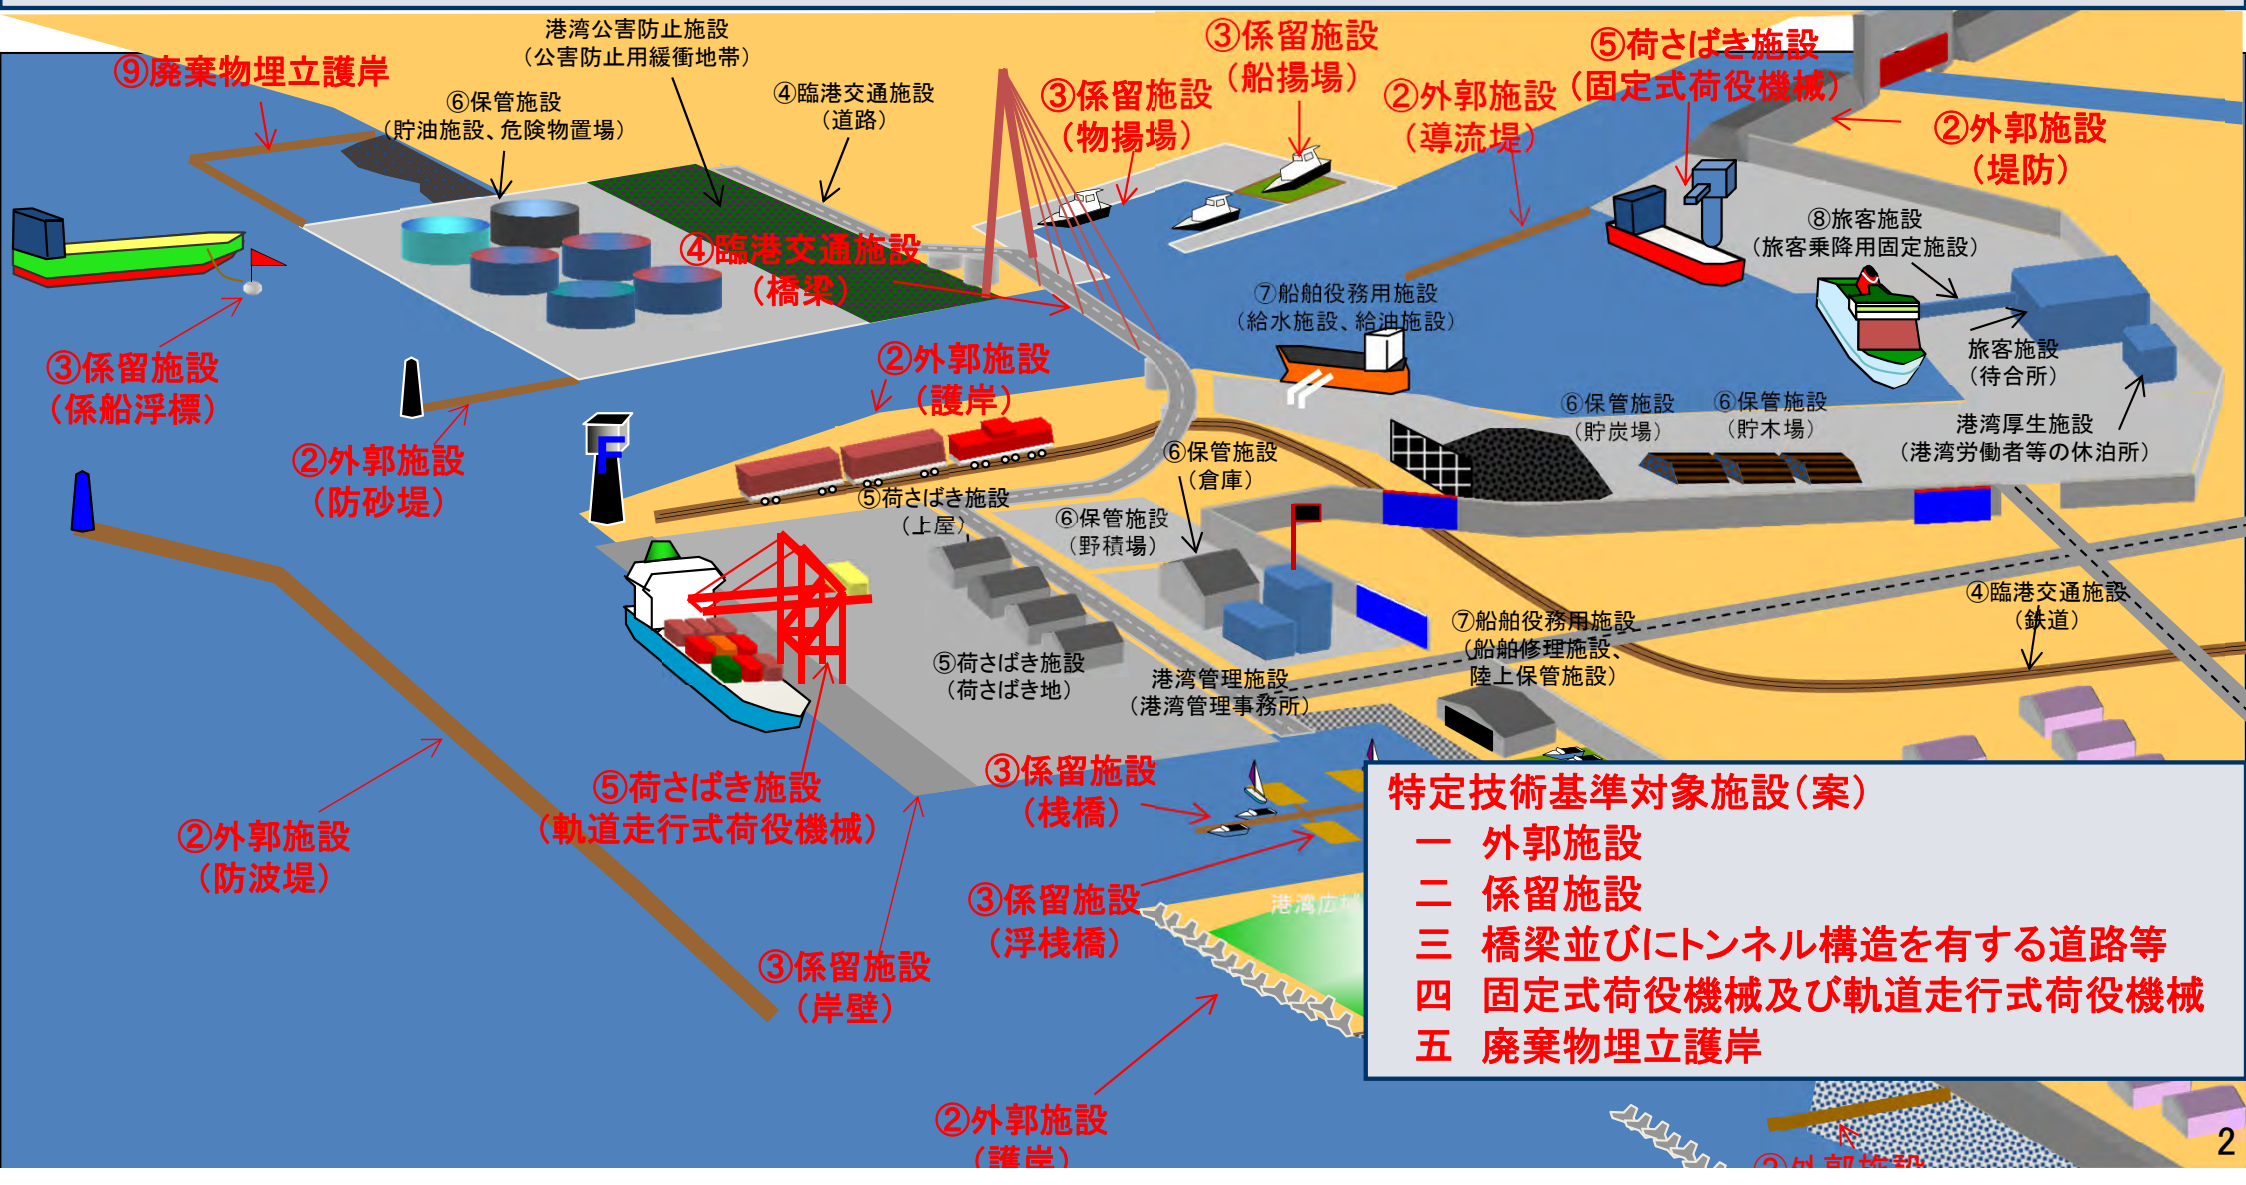 港湾公害防止施設
（公害防止用緩衝地帯）
③係留施設
（船揚場）
⑤荷さばき施設
（固定式荷役機械）
⑨廃棄物埋立護岸
⑥保管施設
（貯油施設、危険物置場）
④臨港交通施設
（道路）
③係留施設
（物揚場）
②外郭施設
（導流堤）
②外郭施設
（堤防）
⑧旅客施設
（旅客乗降用固定施設）
④臨港交通施設
（橋梁）
⑦船舶役務用施設
（給水施設、給油施設）
③係留施設
（係船浮標）
②外郭施設
（護岸）
旅客施設
（待合所）
⑥保管施設
（貯炭場）
⑥保管施設
（貯木場）
港湾厚生施設
（港湾労働者等の休泊所）
②外郭施設
（防砂堤）
F
⑥保管施設
（倉庫）
⑤荷さばき施設
（上屋）
⑥保管施設
（野積場）
④臨港交通施設
（鉄道）
⑦船舶役務用施設
（船舶修理施設、
陸上保管施設）
⑤荷さばき施設
（荷さばき地）
港湾管理施設
（港湾管理事務所）
⑤荷さばき施設
（軌道走行式荷役機械）
③係留施設
（桟橋）
②外郭施設
（防波堤）
③係留施設
（浮桟橋）
港湾広
③係留施設
（岸壁）
特定技術基準対象施設（案）
一　外郭施設
二　係留施設
三　橋梁並びにトンネル構造を有する道路等
四　固定式荷役機械及び軌道走行式荷役機械
五　廃棄物埋立護岸
②外郭施設
（護岸）
②外郭施設
2